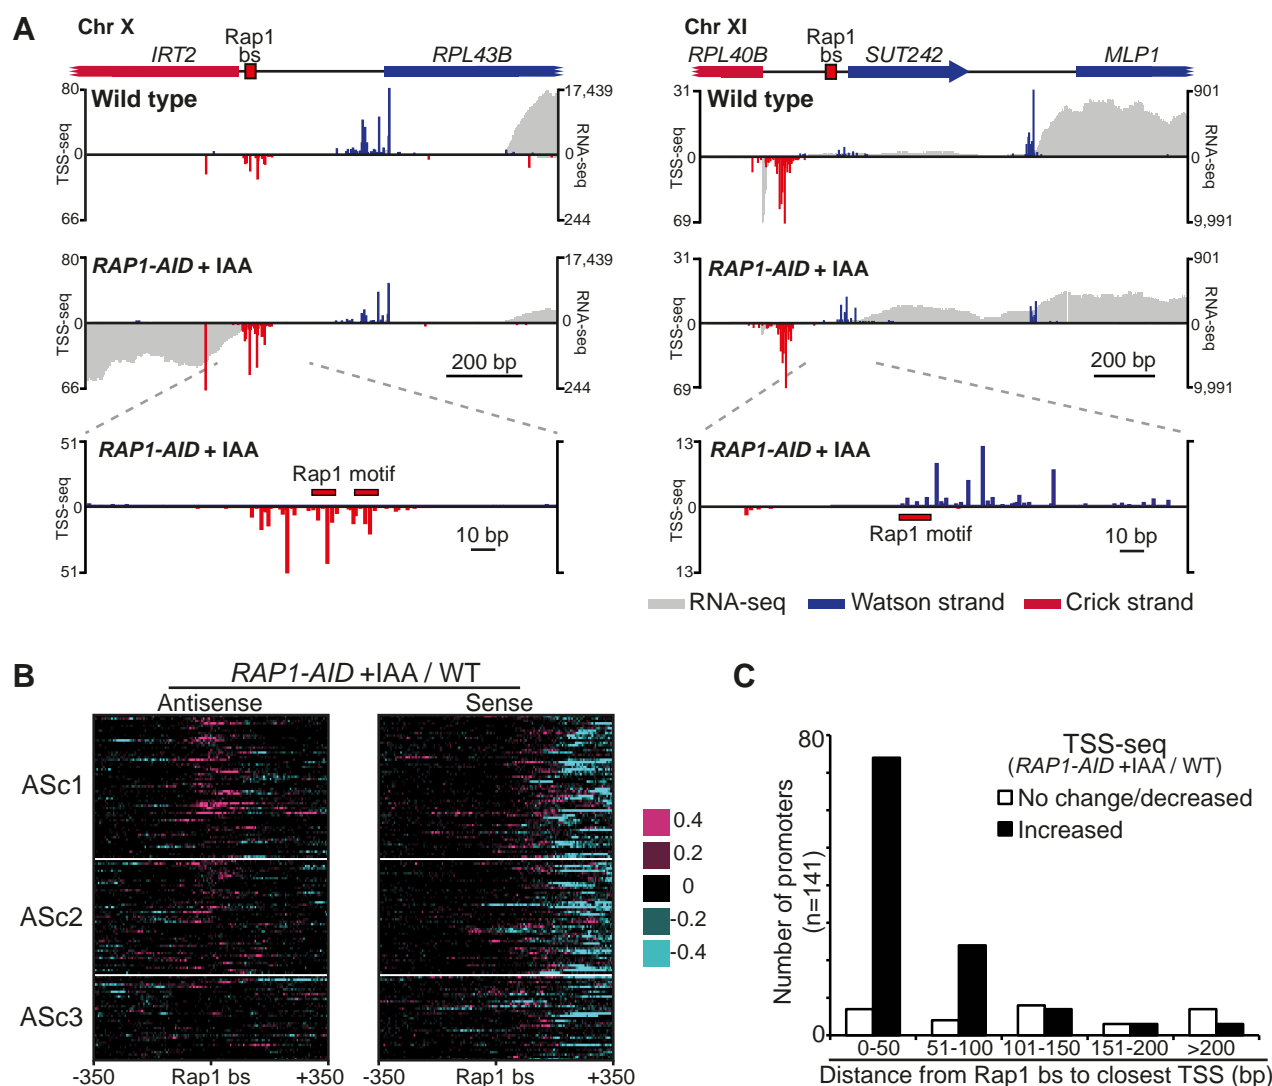 A
Chr X
IRT2
Rap1
bs
RPL43B
80
Wild type
17,439
TSS-seq
0
0
RNA-seq
66
244
80
RAP1-AID + IAA
17,439
TSS-seq
0
0
RNA-seq
200 bp
66
244
51
RAP1-AID + IAA
Rap1 motif
TSS-seq
0
10 bp
51
Chr XI
RPL40B
Rap1
bs
SUT242
MLP1
31
Wild type
901
TSS-seq
0
0
RNA-seq
69
9,991
31
RAP1-AID + IAA
901
TSS-seq
0
0
RNA-seq
200 bp
69
9,991
13
RAP1-AID + IAA
TSS-seq
0
Rap1 motif
10 bp
13
RNA-seq
Watson strand
Crick strand
B
RAP1-AID +IAA / WT
Antisense
Sense
ASc1
ASc2
ASc3
0.4
0.2
0
-0.2
-0.4
-350
Rap1 bs
+350
-350
Rap1 bs
+350
C
80
TSS-seq
(RAP1-AID +IAA / WT)
No change/decreased
Increased
Number of promoters
(n=141)
0
0-50
51-100
101-150
151-200
>200
Distance from Rap1 bs to closest TSS (bp)